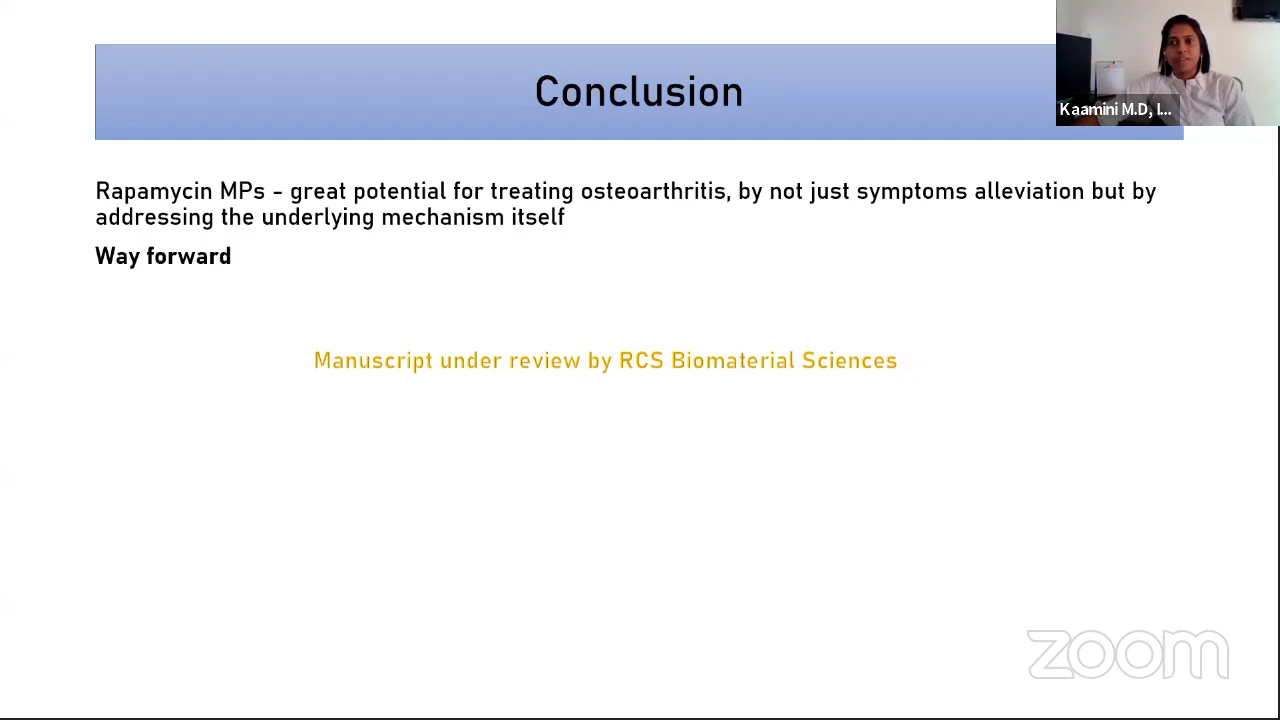 Conclusion
Kaamini M.D, I...
Rapamycin MPs - great potential for treating osteoarthritis, by not just symptoms alleviation but by
addressing the underlying mechanism itself
Way forward
Manuscript under review by RCS Biomaterial Sciences
zoom